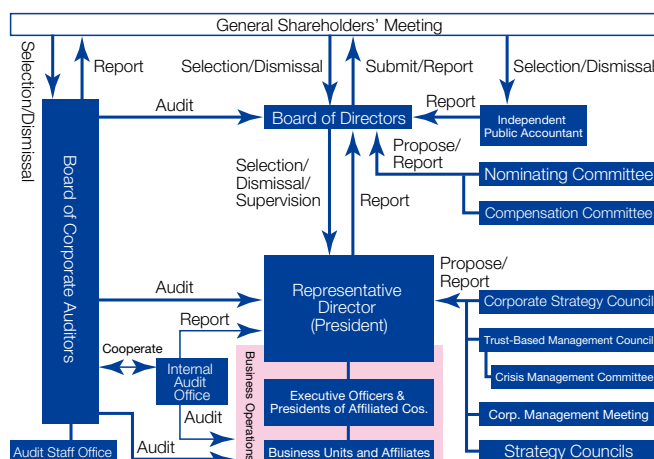 General Shareholders' Meeting
Selection/Dismissal
Report
Selection/Dismissal
Submit/Report
Selection/Dismissal
Audit
Board of Directors
Report
Independent
Public Accountant
Board of Corporate Auditors
Selection/
Dismissal/
Supervision
Report
Propose/
Report
Nominating Committee
Compensation Committee
Audit
Representative
Director
(President)
Propose/
Report
Corporate Strategy Council
Report
Trust-Based Management Council
Cooperate
Internal
Audit
Office
Business Operations
Crisis Management Committee
Executive Officers &
Presidents of Affiliated Cos.
Corp. Management Meeting
Audit
Audit Staff Office
Audit
Business Units and Affiliates
Strategy Councils